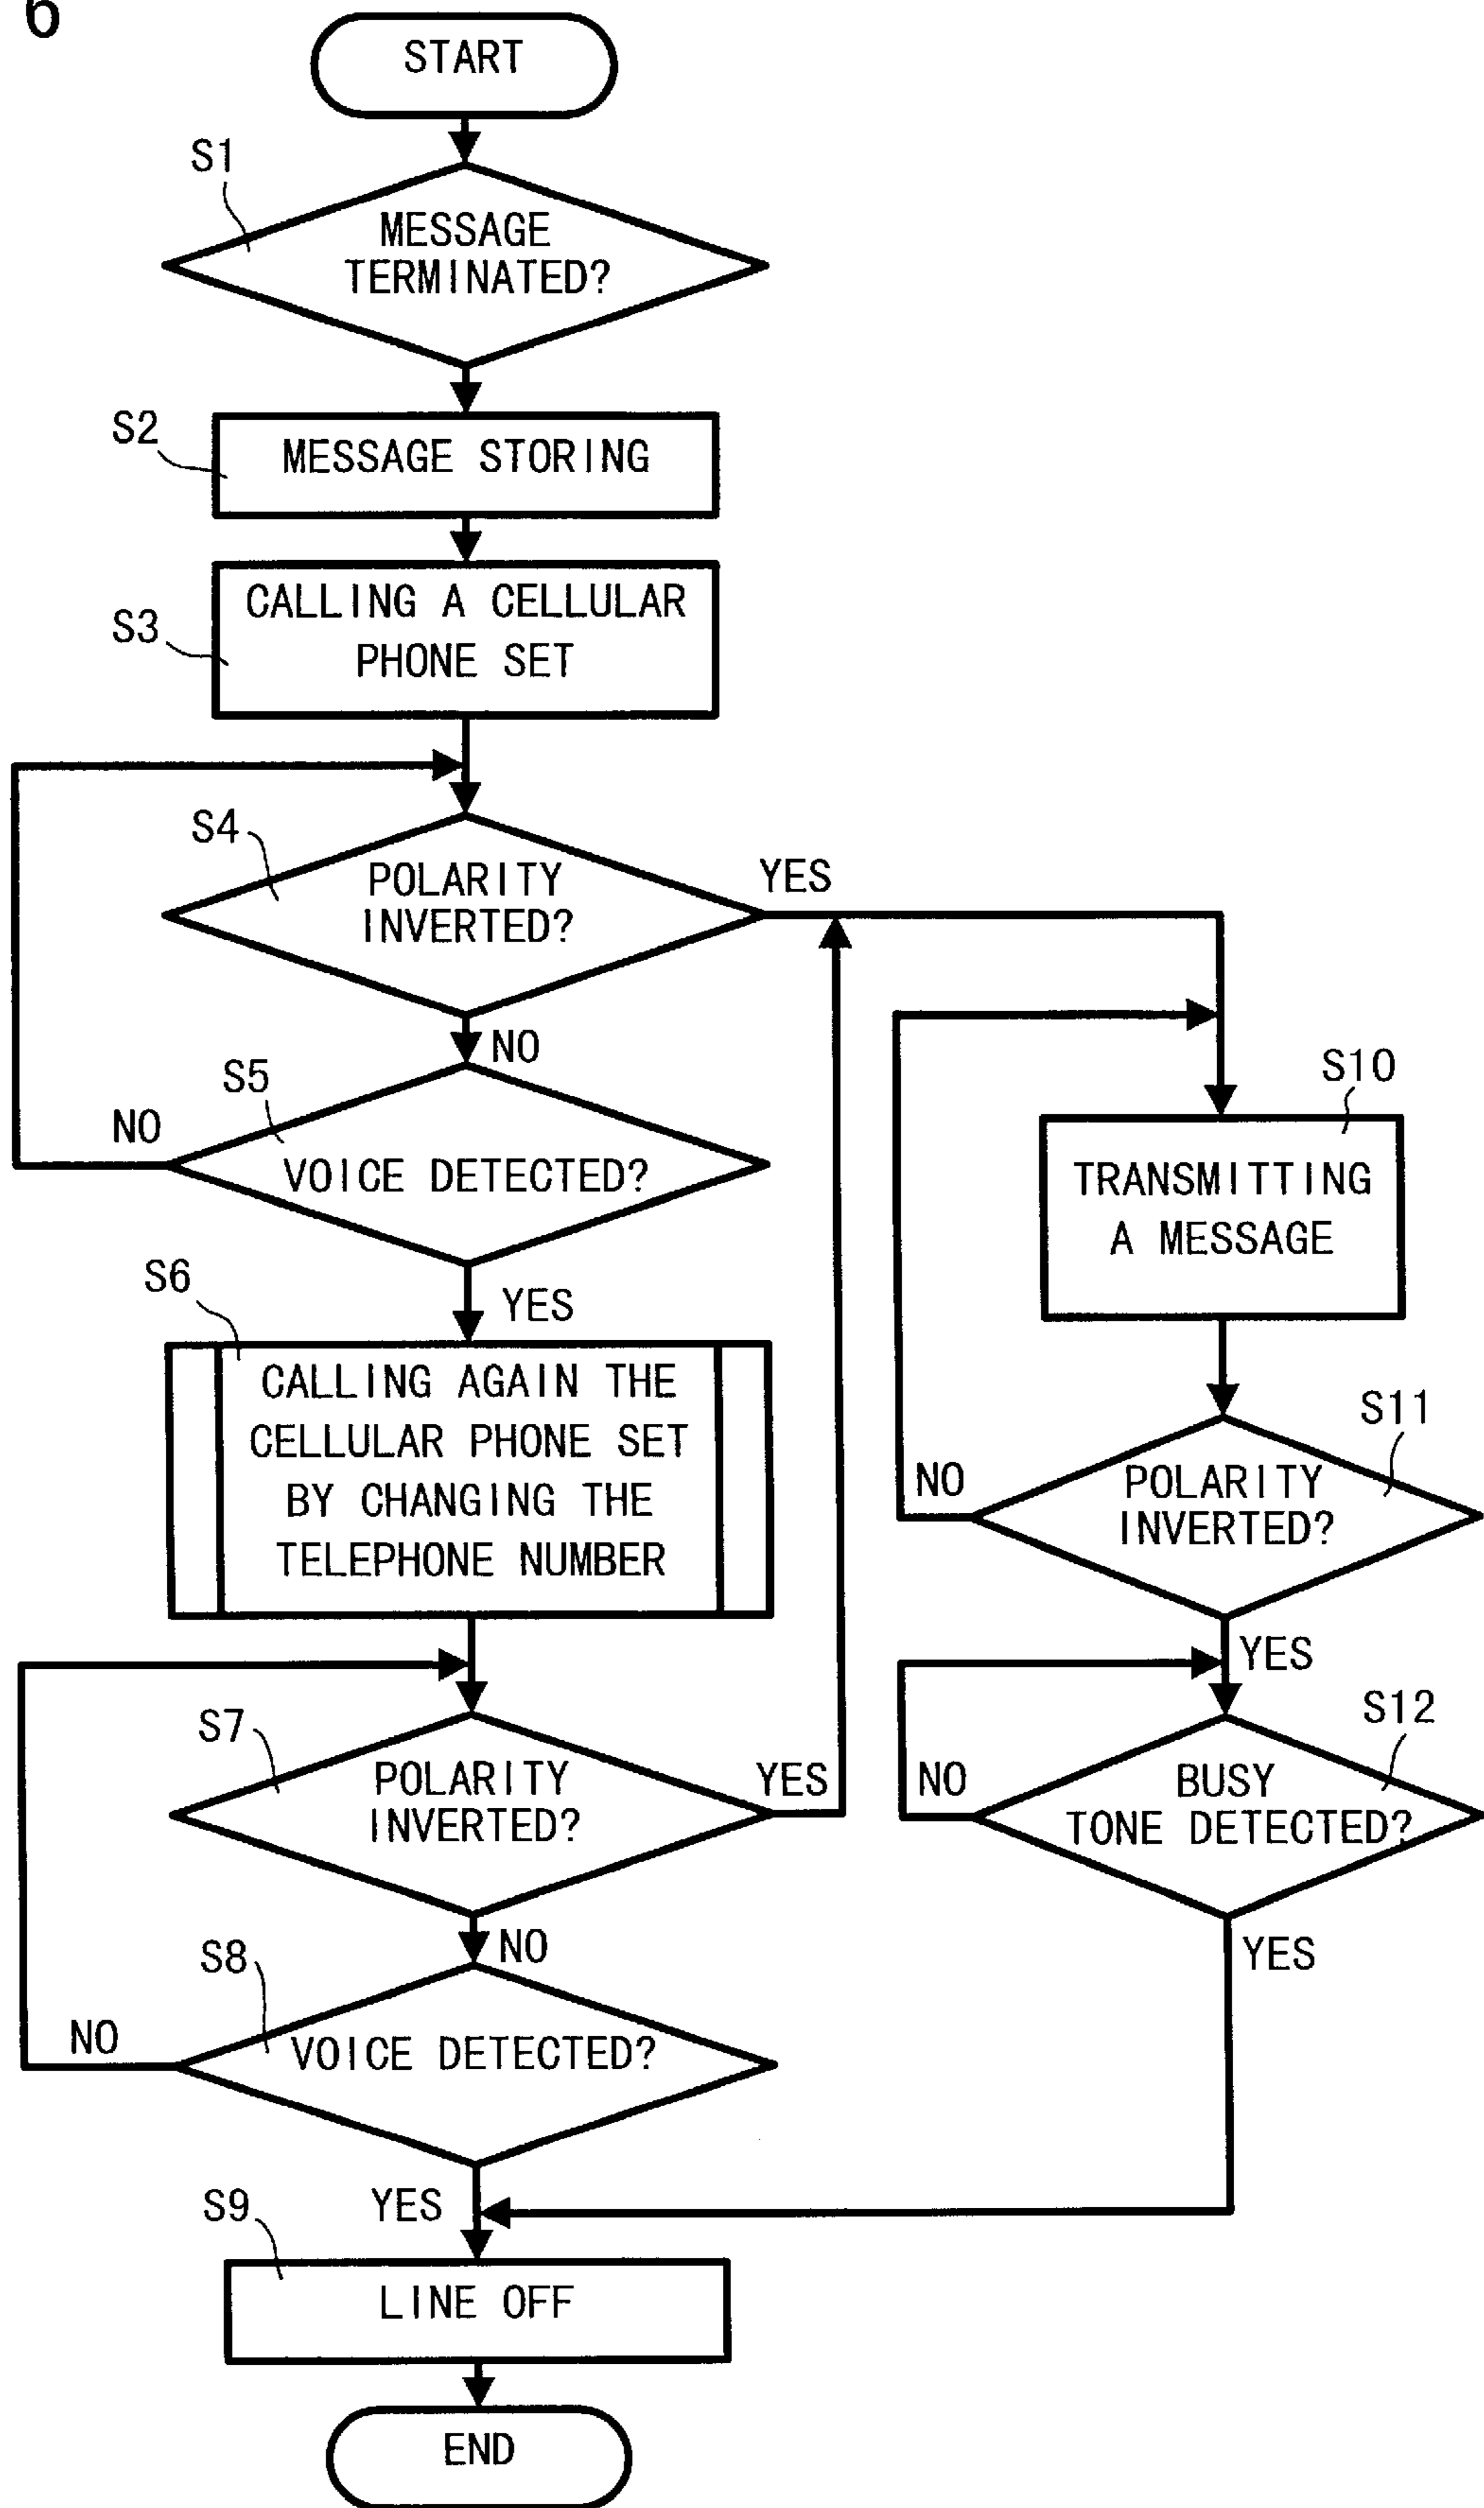 6
START
S1
MESSAGE
TERMINATED?
S2
MESSAGE STORING
S3
CALLING A CELLULAR
PHONE SET
S4
POLARITY
INVERTED?
YES
NO
S5
NO
VOICE DETECTED?
YES
S6
CALLING AGAIN THE
CELLULAR PHONE SET
BY CHANGING THE
TELEPHONE NUMBER
S7
POLARITY
INVERTED?
YES
NO
S8
NO
VOICE DETECTED?
YES
S9
LINE OFF
END
S10
TRANSMITTING
A MESSAGE
S11
NO
POLARITY
INVERTED?
YES
S12
NO
BUSY
TONE DETECTED?
YES